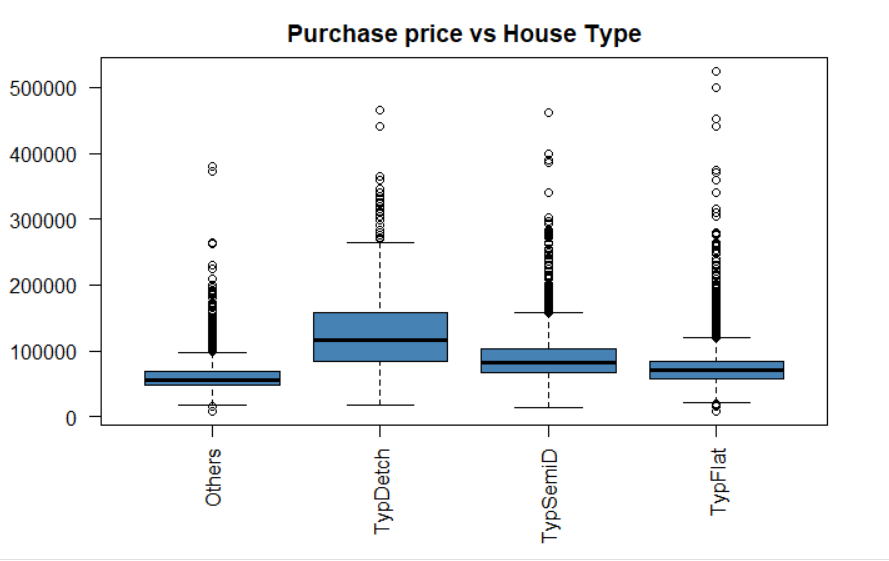 Purchase price vs House Type
500000
400000
300000
200000
100000
0
Others
TypDetch
TypSemiD
TypFlat